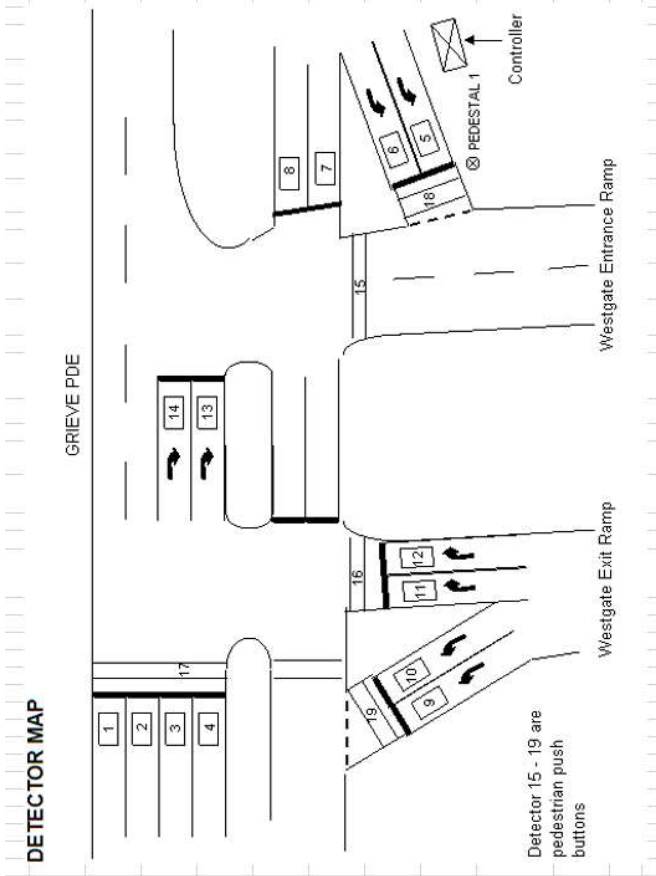 DETECTOR MAP
GRIEVE PDE
1
2
3
4
17
14
13
8
7
6
5
18
15
16
12
11
10
9
19
PEDESTAL 1
Controller
Westgate Exit Ramp
Westgate Entrance Ramp
Detector 15 - 19 are
pedestrian push
buttons